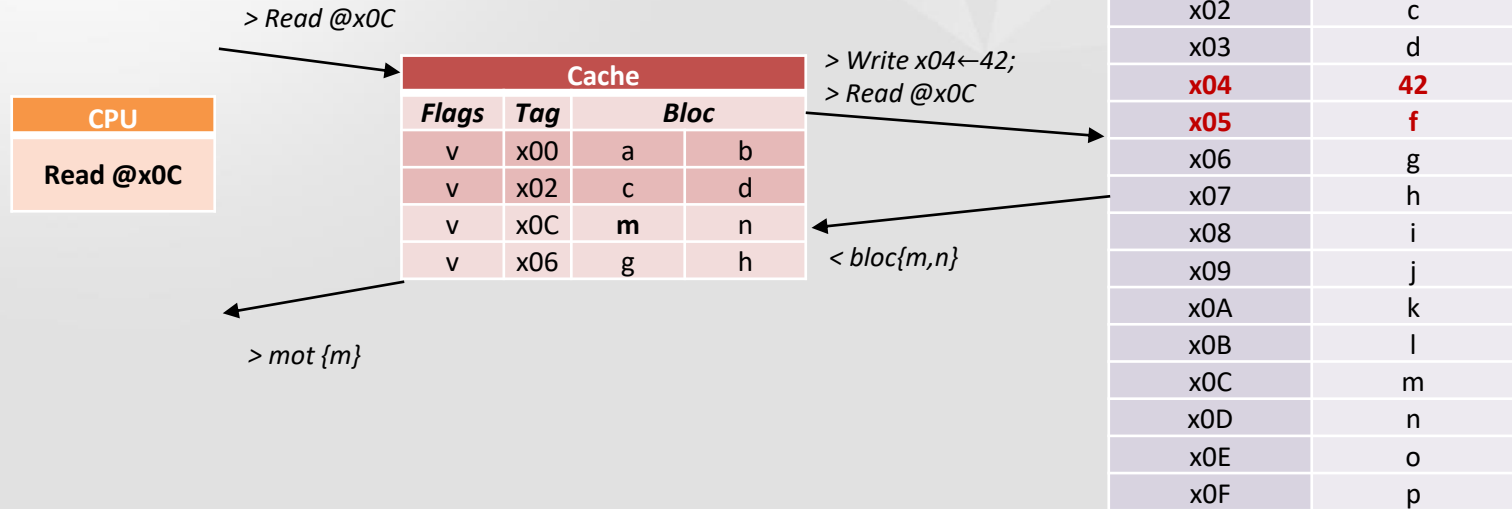 > Read @x0C
CPU
Read @x0C
Cache
Flags Tag Bloc
v x00 a b
v x02 c d
v x0C m n
v x06 g h
> mot {m}
> Write x04←42;
> Read @x0C
< bloc{m,n}
x02 c
x03 d
x04 42
x05 f
x06 g
x07 h
x08 i
x09 j
x0A k
x0B l
x0C m
x0D n
x0E o
x0F p